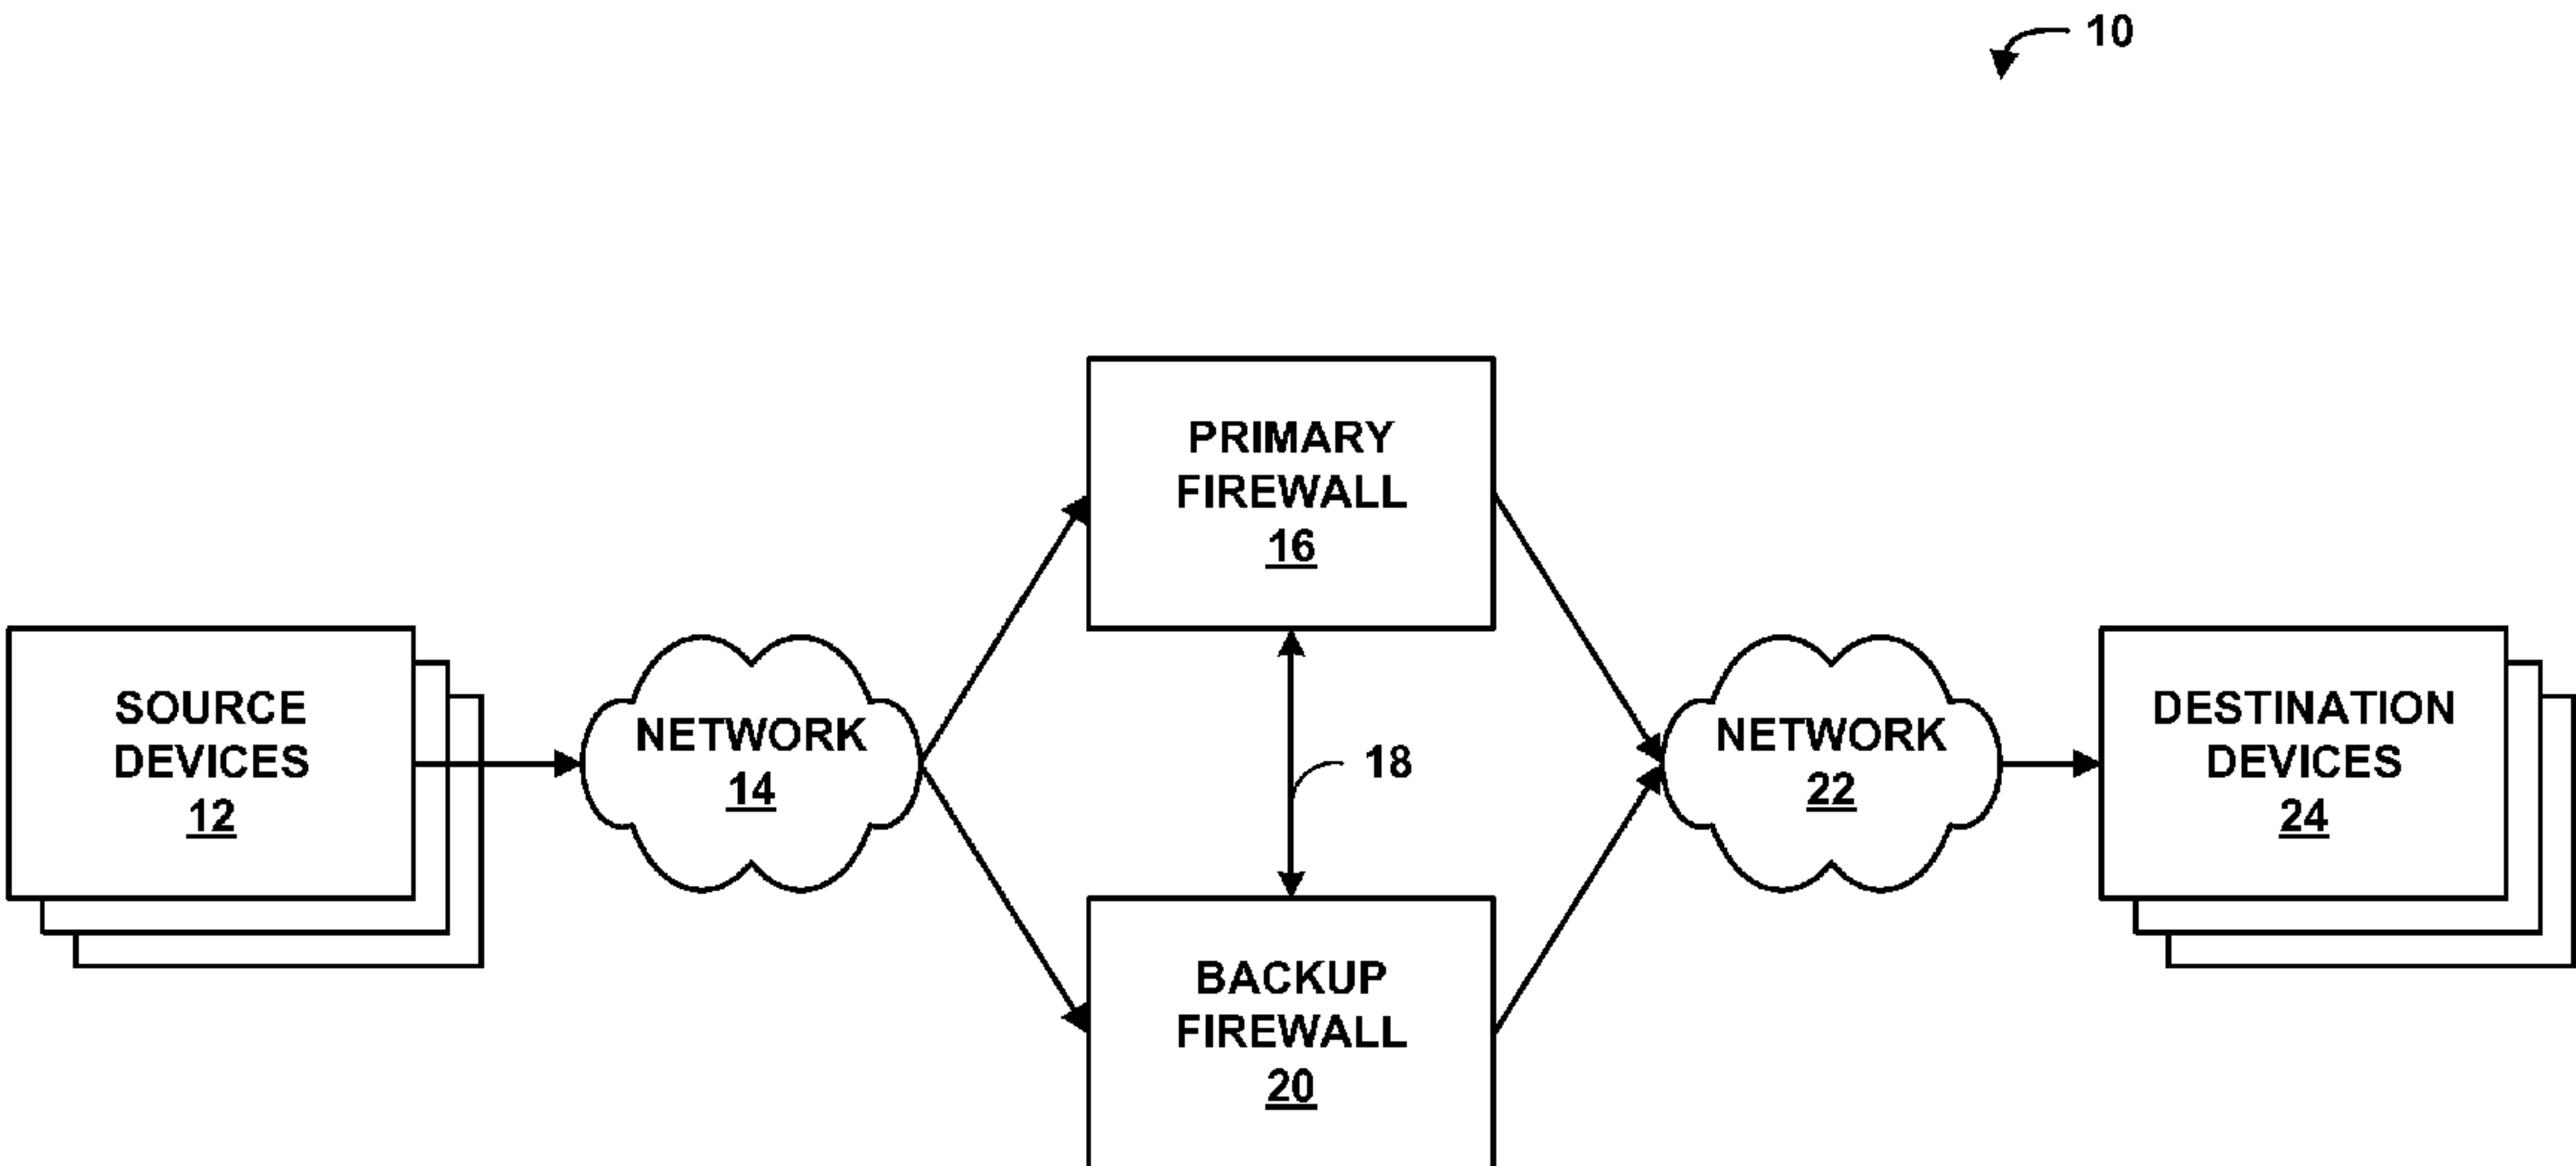 10
PRIMARY
FIREWALL
16
SOURCE
DEVICES
12
NETWORK
14
18
NETWORK
22
DESTINATION
DEVICES
24
BACKUP
FIREWALL
20